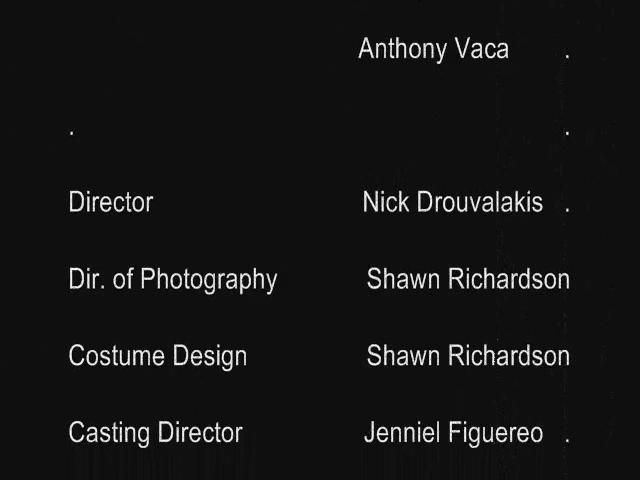 Anthony Vaca .
. .
Director Nick Drouvalakis .
Dir. of Photography Shawn Richardson
Costume Design Shawn Richardson
Casting Director Jenniel Figuereo .